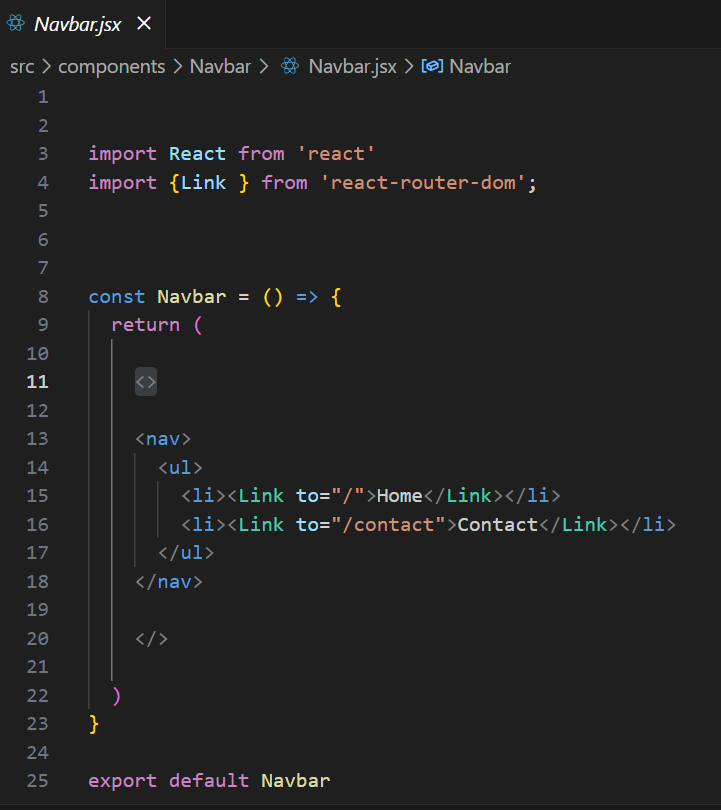 Navbar.jsx ×
src > components > Navbar > Navbar.jsx > Navbar
1
2
3 import React from 'react'
4 import {Link } from 'react-router-dom';
5
6
7
8 const Navbar = () => {
9 return (
10
11 <>
12
13 <nav>
14 <ul>
15 <li><Link to="/">Home</Link></li>
16 <li><Link to="/contact">Contact</Link></li>
17 </ul>
18 </nav>
19
20 </>
21
22 )
23 }
24
25 export default Navbar